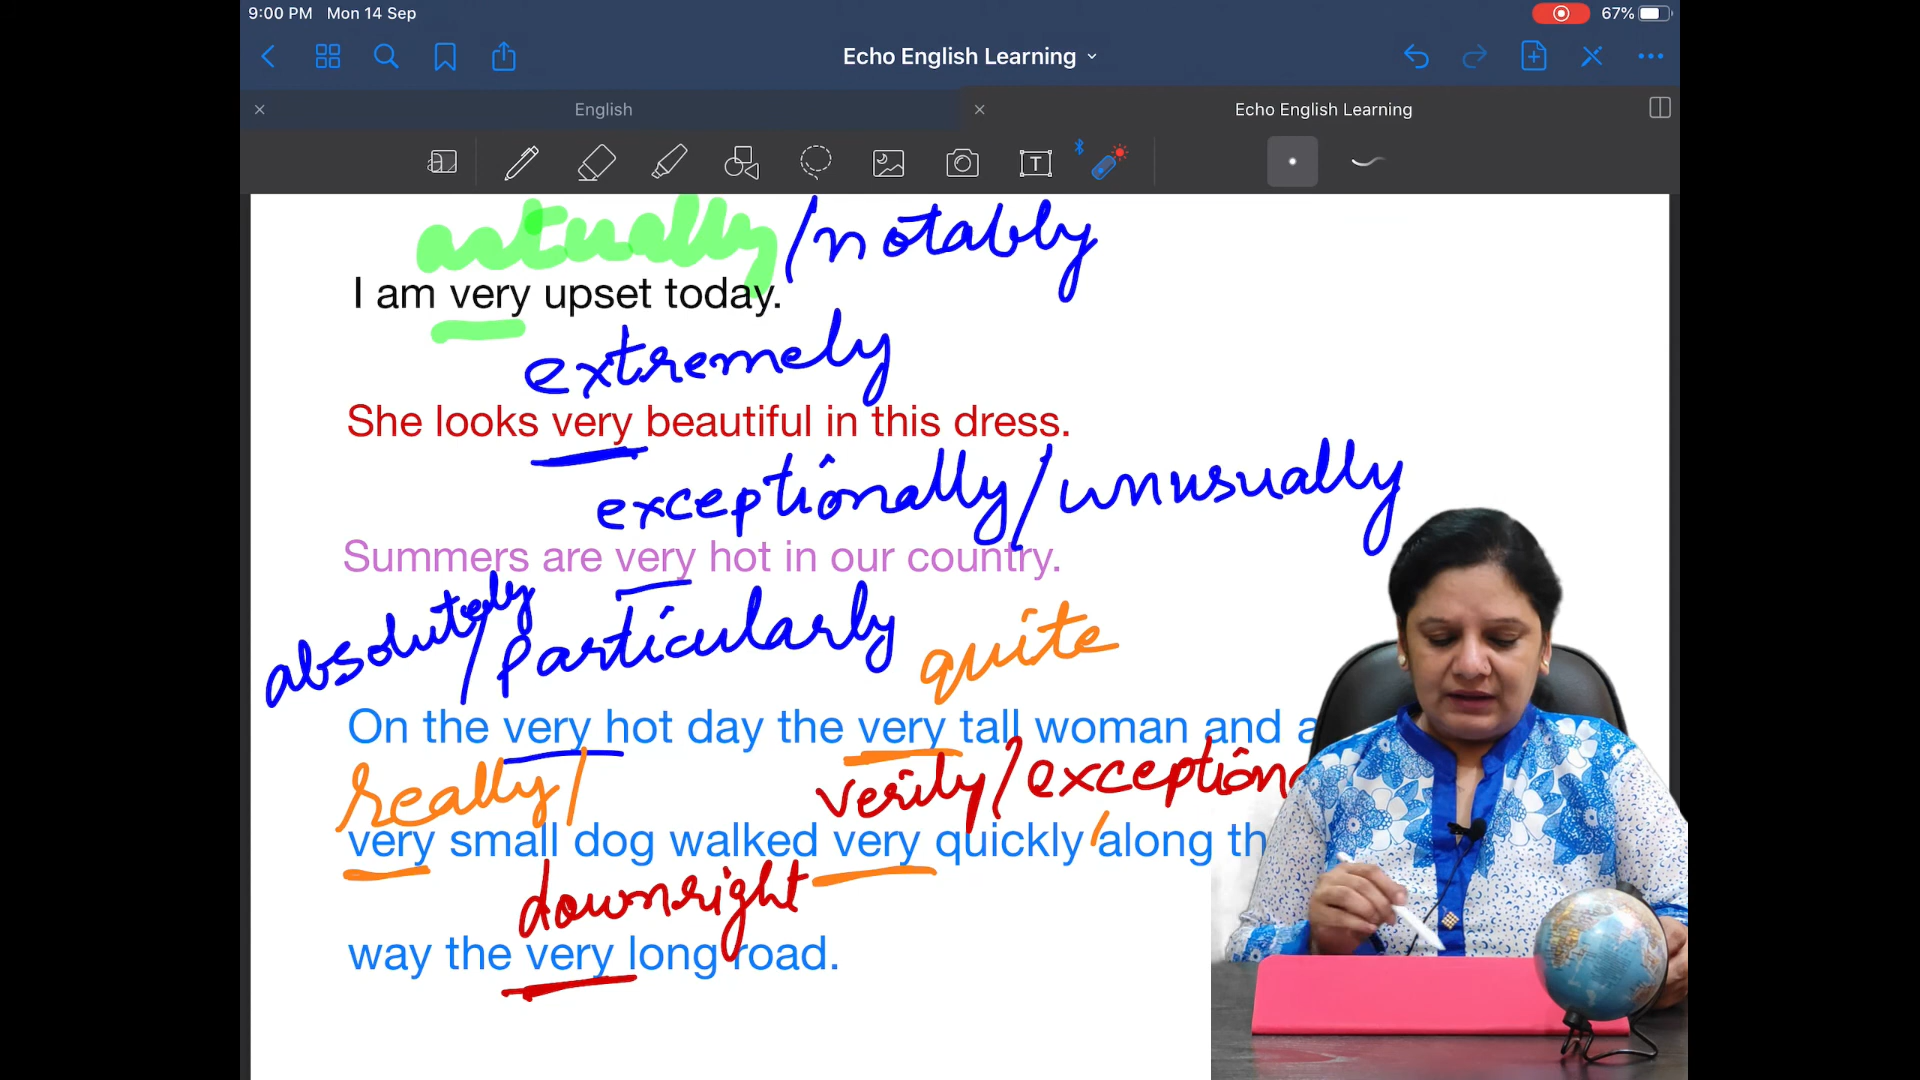 9:00 PM Mon 14 Sep 67%
Echo English Learning
English Echo English Learning
T
actually/notably
I am very upset today.
extremely
She looks very beautiful in this dress.
exceptionally/unusually
Summers are very hot in our country.
absolutely/particularly quite
On the very hot day the very tall woman and a
really/ verily/exceptiona
very small dog walked very quickly along th
downright
way the very long road.